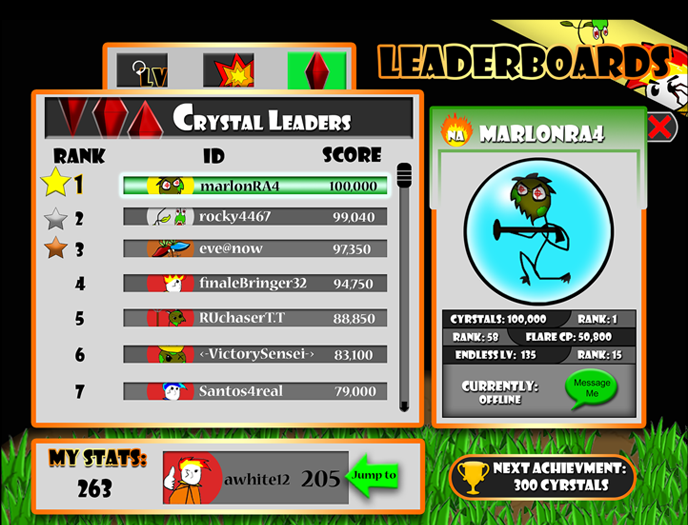 LEADERBOARDS
LV
CRYSTAL LEADERS
RANK ID SCORE
1 marlonRA4 100,000
2 rocky4467 99,040
3 eve@now 97,350
4 finaleBringer32 94,750
5 RUchaserT.T 88,850
6 <-VictorySensei-> 83,100
7 Santos4real 79,000
NA MARLONRA4
CYRSTALS: 100,000 RANK: 1
RANK: 58 FLARE CP: 50,800
ENDLESS LV: 135 RANK: 15
CURRENTLY:
OFFLINE
Message
Me
MY STATS:
263
awhite12 205 Jump to
NEXT ACHIEVMENT:
300 CYRSTALS